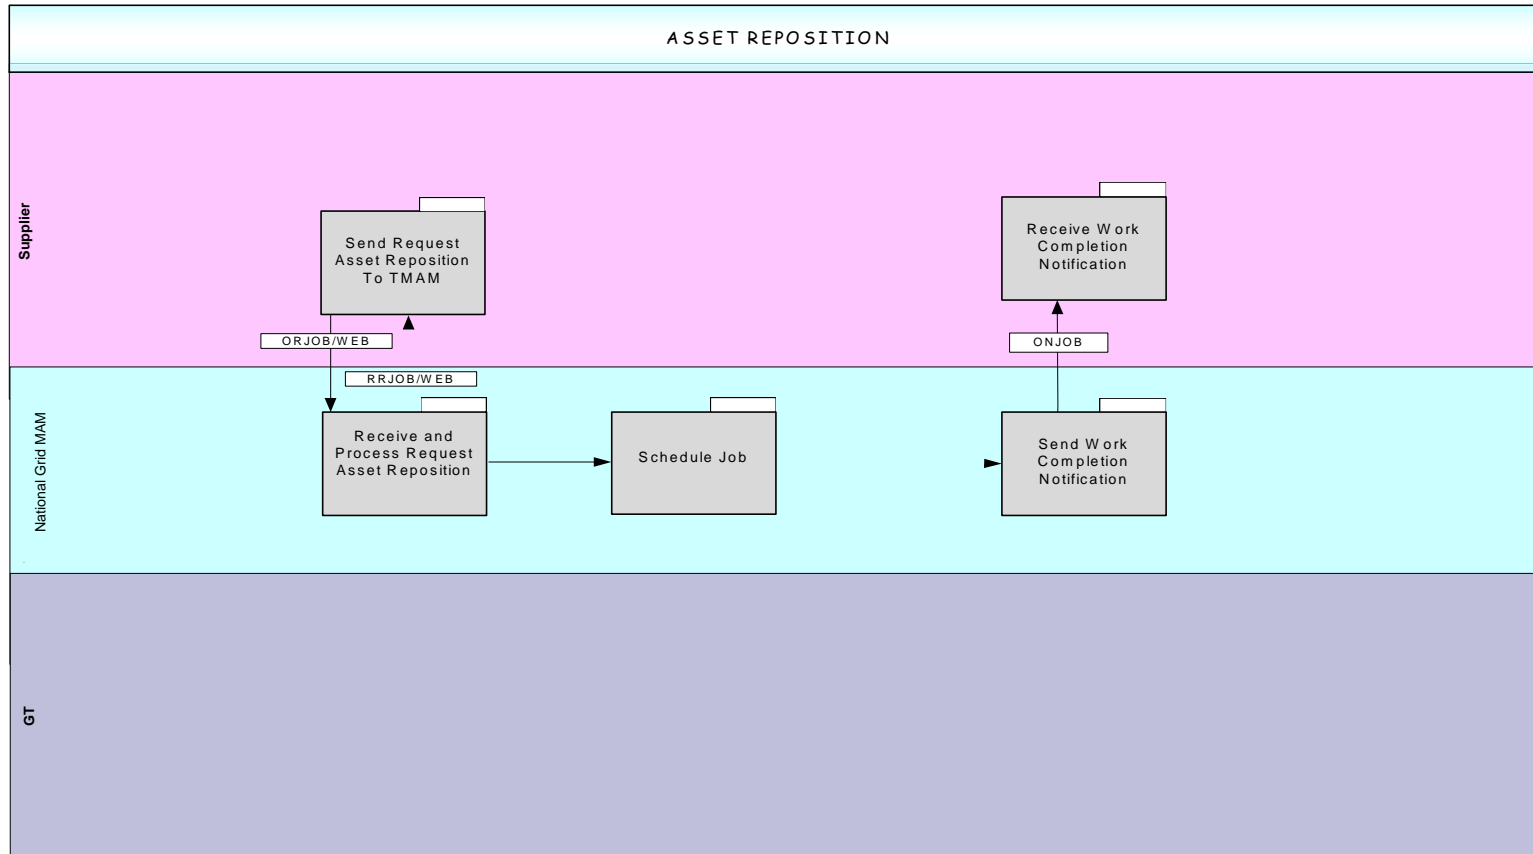 ASSET REPOSITION
Supplier
Send Request
Asset Reposition
To TMAM
Receive Work
Completion
Notification
ORJOB/WEB
ONJOB
RRJOB/WEB
National Grid MAM
Receive and
Process Request
Asset Reposition
Schedule Job
Send Work
Completion
Notification
GT